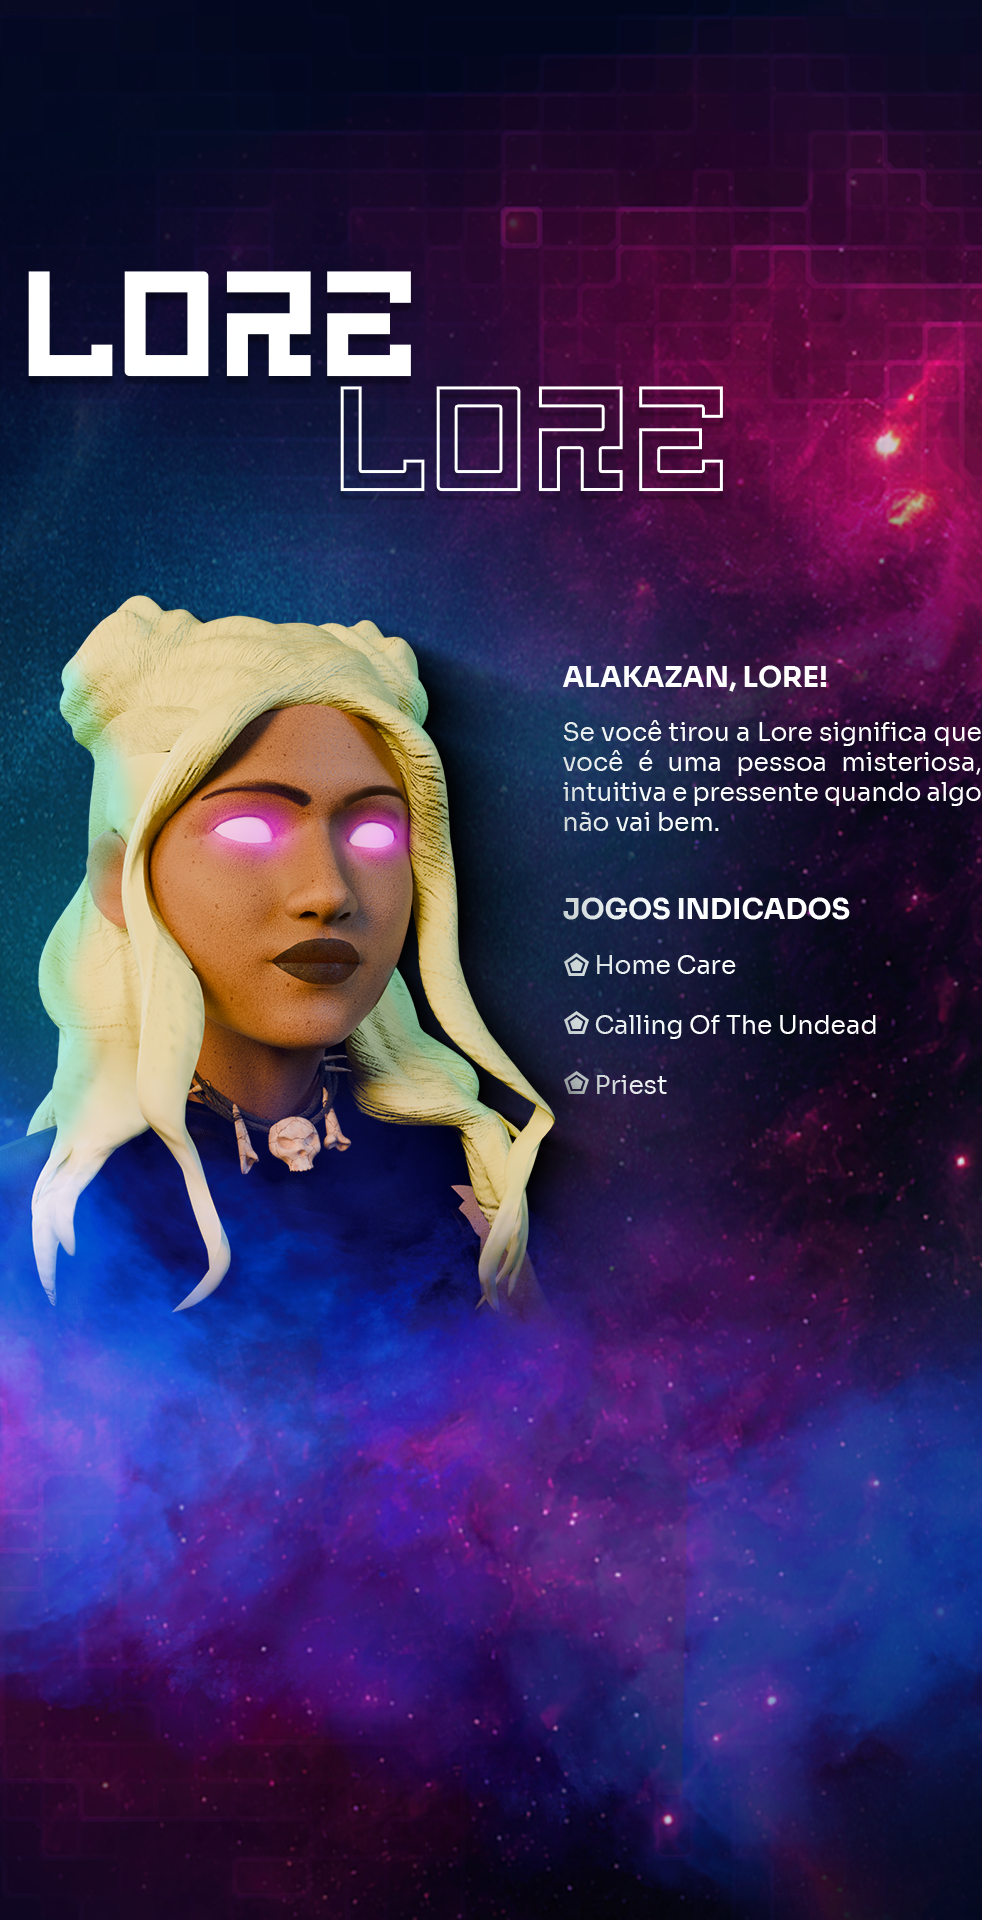 LORE
LORE
ALAKAZAN, LORE!
Se você tirou a Lore significa que
você é uma pessoa misteriosa,
intuitiva e pressente quando algo
não vai bem.
JOGOS INDICADOS
Home Care
Calling Of The Undead
Priest